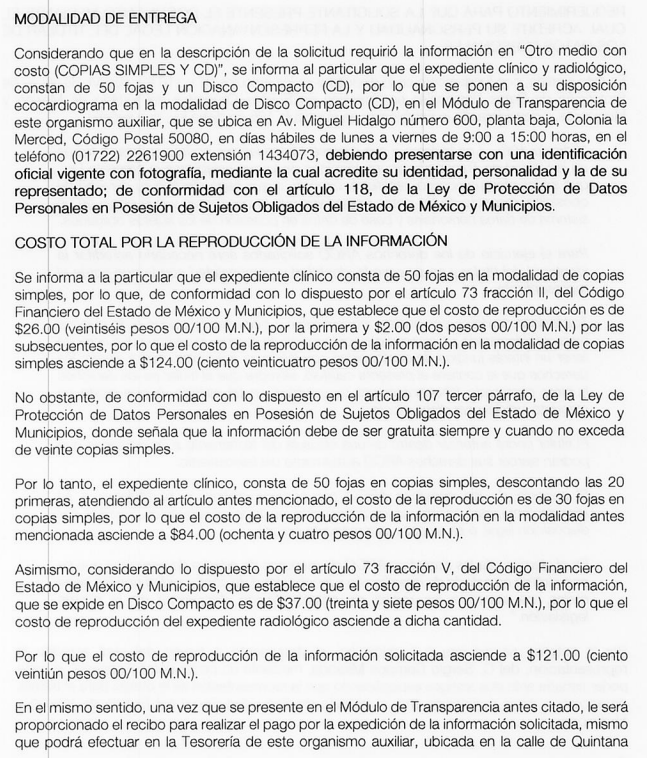 MODALIDAD DE ENTREGA
Considerando que en la descripción de la solicitud requirió la información en “Otro medio con
costo (COPIAS SIMPLES Y CD)”, se informa al particular que el expediente clínico y radiológico,
constan de 50 fojas y un Disco Compacto (CD), por lo que se ponen a su disposición
ecocardiograma en la modalidad de Disco Compacto (CD), en el Módulo de Transparencia de
este organismo auxiliar, que se ubica en Av. Miguel Hidalgo número 600, planta baja, Colonia la
Merced, Código Postal 50080, en días hábiles de lunes a viernes de 9:00 a 15:00 horas, en el
teléfono (01722) 2261900 extensión 1434073, debiendo presentarse con una identificación
oficial vigente con fotografía, mediante la cual acredite su identidad, personalidad y la de su
representado; de conformidad con el artículo 118, de la Ley de Protección de Datos
Personales en Posesión de Sujetos Obligados del Estado de México y Municipios.
COSTO TOTAL POR LA REPRODUCCIÓN DE LA INFORMACIÓN
Se informa a la particular que el expediente clínico consta de 50 fojas en la modalidad de copias
simples, por lo que, de conformidad con lo dispuesto por el artículo 73 fracción II, del Código
Financiero del Estado de México y Municipios, que establece que el costo de reproducción es de
$26.00 (veintiséis pesos 00/100 M.N.), por la primera y $2.00 (dos pesos 00/100 M.N.) por las
subsecuentes, por lo que el costo de la reproducción de la información en la modalidad de copias
simples asciende a $124.00 (ciento veinticuatro pesos 00/100 M.N.).
No obstante, de conformidad con lo dispuesto en el artículo 107 tercer párrafo, de la Ley de
Protección de Datos Personales en Posesión de Sujetos Obligados del Estado de México y
Municipios, donde señala que la información debe de ser gratuita siempre y cuando no exceda
de veinte copias simples.
Por lo tanto, el expediente clínico, consta de 50 fojas en copias simples, descontando las 20
primeras, atendiendo al artículo antes mencionado, el costo de la reproducción es de 30 fojas en
copias simples, por lo que el costo de la reproducción de la información en la modalidad antes
mencionada asciende a $84.00 (ochenta y cuatro pesos 00/100 M.N.).
Asimismo, considerando lo dispuesto por el artículo 73 fracción V, del Código Financiero del
Estado de México y Municipios, que establece que el costo de reproducción de la información,
que se expide en Disco Compacto es de $37.00 (treinta y siete pesos 00/100 M.N.), por lo que el
costo de reproducción del expediente radiológico asciende a dicha cantidad.
Por lo que el costo de reproducción de la información solicitada asciende a $121.00 (ciento
veintiún pesos 00/100 M.N.).
En el mismo sentido, una vez que se presente en el Módulo de Transparencia antes citado, le será
proporcionado el recibo para realizar el pago por la expedición de la información solicitada, mismo
que podrá efectuar en la Tesorería de este organismo auxiliar, ubicada en la calle de Quintana